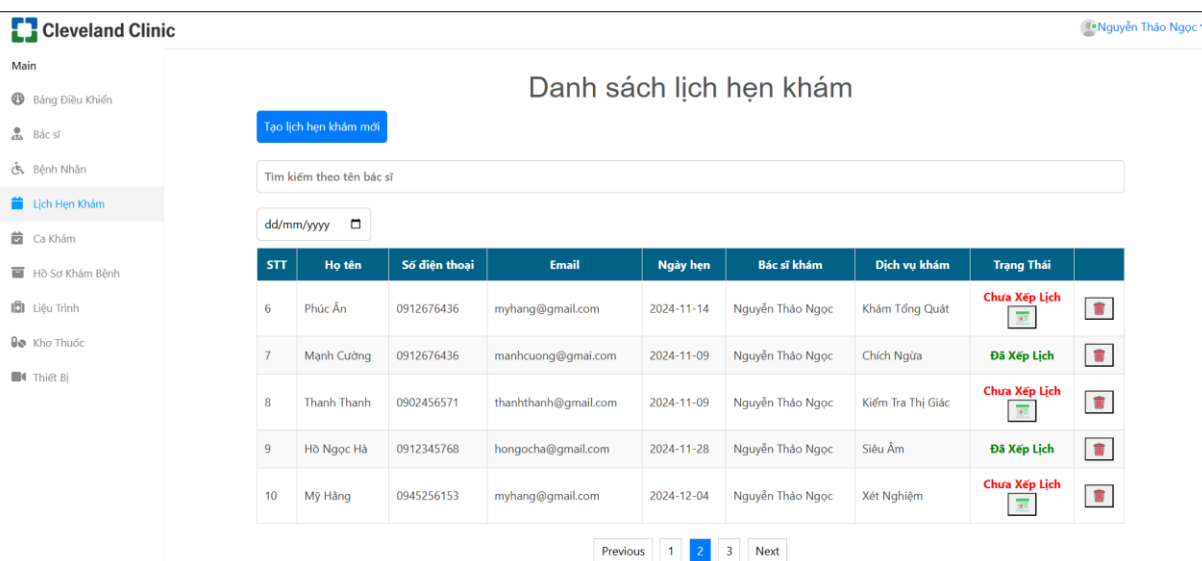 Cleveland Clinic
Nguyễn Thảo Ngọc
Main
Bảng Điều Khiển
Bác sĩ
Bệnh Nhân
Lịch Hẹn Khám
Ca Khám
Hồ Sơ Khám Bệnh
Liệu Trình
Kho Thuốc
Thiết Bị
Danh sách lịch hẹn khám
Tạo lịch hẹn khám mới
Tìm kiếm theo tên bác sĩ
dd/mm/yyyy
STT Họ tên Số điện thoại Email Ngày hẹn Bác sĩ khám Dịch vụ khám Trạng Thái
6 Phúc Ẩn 0912676436 myhang@gmail.com 2024-11-14 Nguyễn Thảo Ngọc Khám Tổng Quát Chưa Xếp Lịch
7 Mạnh Cường 0912676436 manhcuong@gmai.com 2024-11-09 Nguyễn Thảo Ngọc Chích Ngừa Đã Xếp Lịch
8 Thanh Thanh 0902456571 thanhthanh@gmail.com 2024-11-09 Nguyễn Thảo Ngọc Kiểm Tra Thị Giác Chưa Xếp Lịch
9 Hồ Ngọc Hà 0912345768 hongocha@gmail.com 2024-11-28 Nguyễn Thảo Ngọc Siêu Âm Đã Xếp Lịch
10 Mỹ Hằng 0945256153 myhang@gmail.com 2024-12-04 Nguyễn Thảo Ngọc Xét Nghiệm Chưa Xếp Lịch
Previous 1 2 3 Next